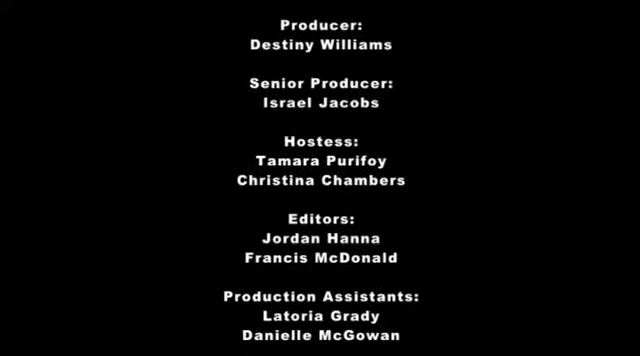 Producer:
Destiny Williams
Senior Producer:
Israel Jacobs
Hostess:
Tamara Purifoy
Christina Chambers
Editors:
Jordan Hanna
Francis McDonald
Production Assistants:
Latoria Grady
Danielle McGowan